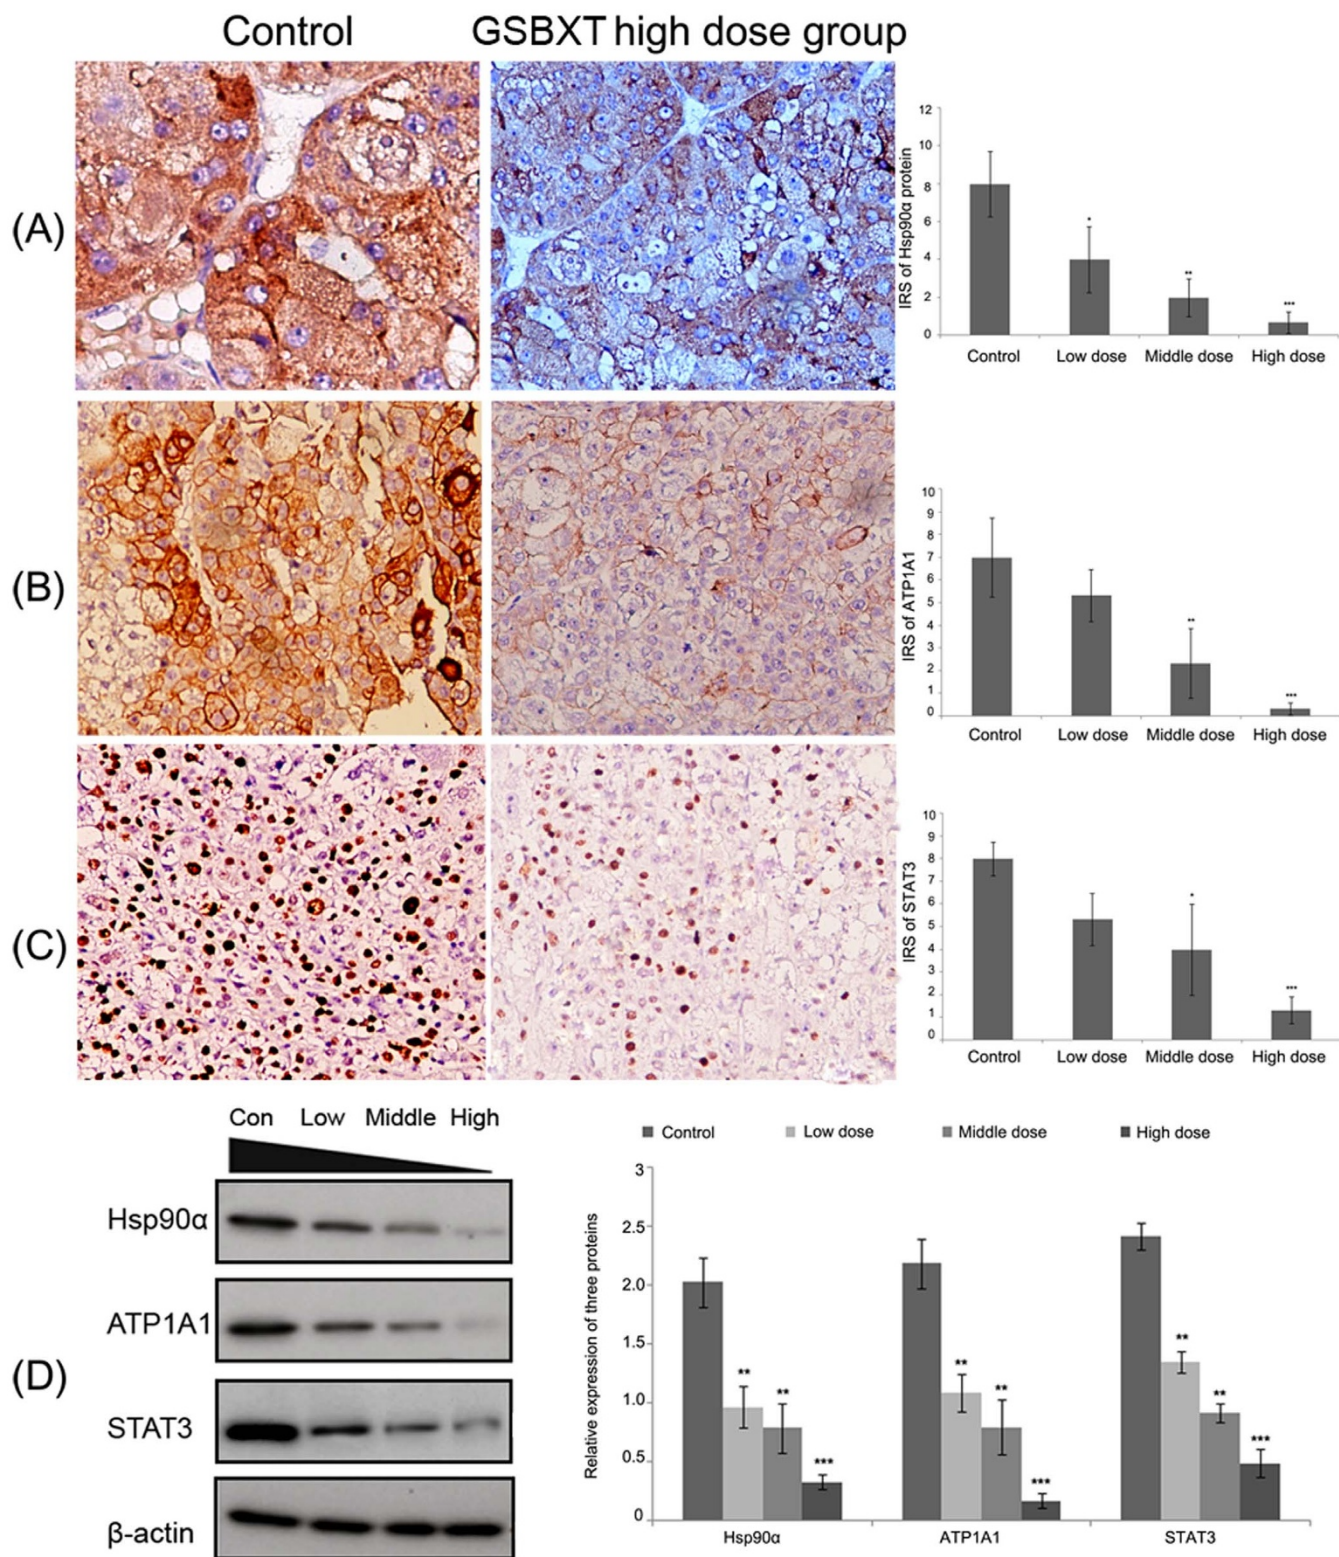 Control GSBXT high dose group
(A)
IRS of Hsp90α protein
12
10
8
6
4
2
0
*
**
***
Control Low dose Middle dose High dose
(B)
IRS of ATP1A1
10
9
8
7
6
5
4
3
2
1
0
**
***
Control Low dose Middle dose High dose
(C)
IRS of STAT3
10
9
8
7
6
5
4
3
2
1
0
*
***
Control Low dose Middle dose High dose
(D)
Con Low Middle High
Hsp90α
ATP1A1
STAT3
β-actin
Control Low dose Middle dose High dose
Relative expression of three proteins
3
2.5
2.0
1.5
1.0
0.5
0
** ** ***
** ** ***
** ** ***
Hsp90α ATP1A1 STAT3